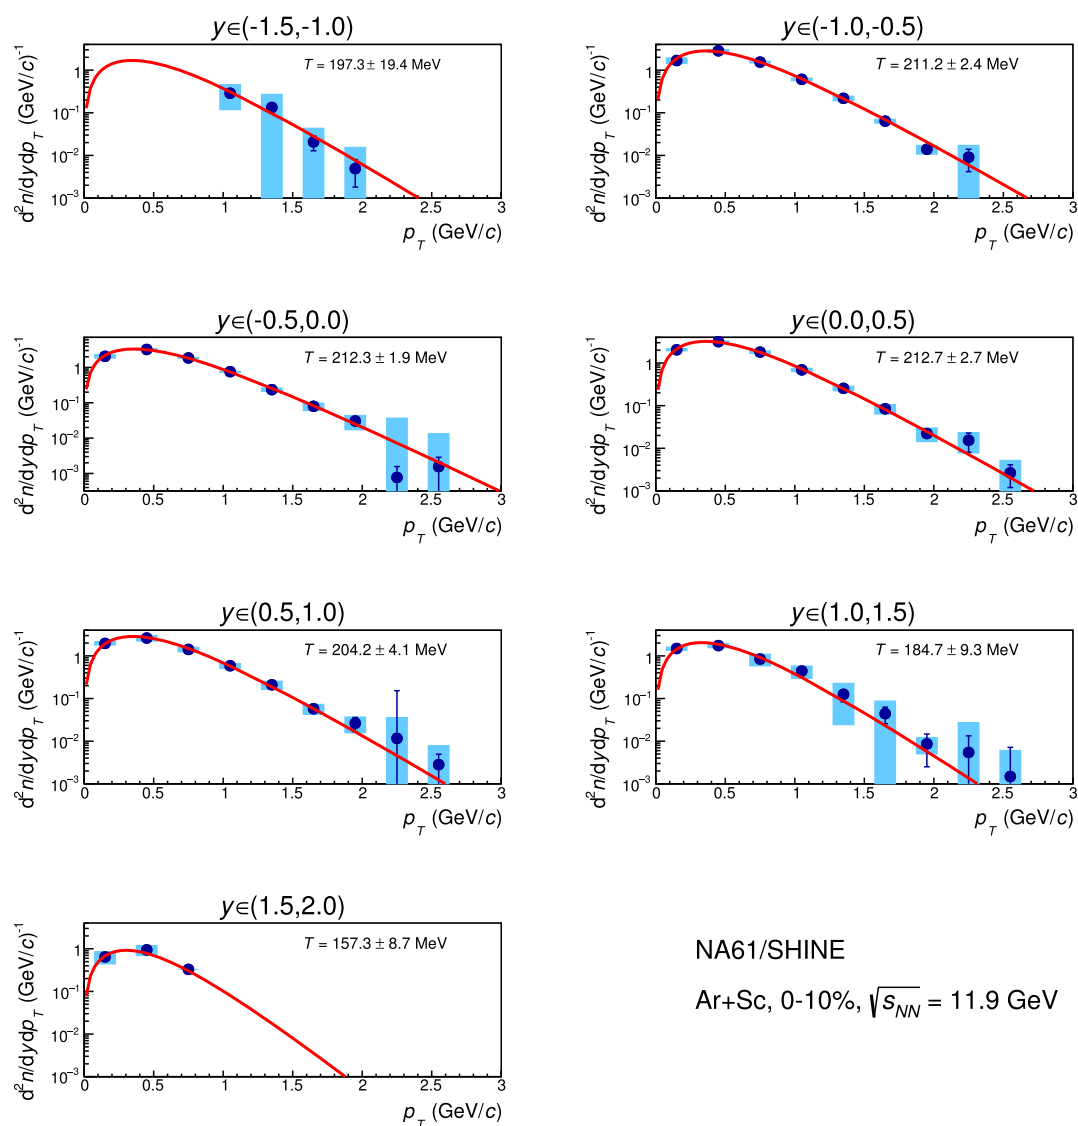 y∈(-1.5,-1.0)
d²n/dydp_T (GeV/c)⁻¹
1
10⁻¹
10⁻²
10⁻³
T = 197.3 ± 19.4 MeV
0 0.5 1 1.5 2 2.5 3
p_T (GeV/c)
y∈(-1.0,-0.5)
d²n/dydp_T (GeV/c)⁻¹
1
10⁻¹
10⁻²
10⁻³
T = 211.2 ± 2.4 MeV
0 0.5 1 1.5 2 2.5 3
p_T (GeV/c)
y∈(-0.5,0.0)
d²n/dydp_T (GeV/c)⁻¹
1
10⁻¹
10⁻²
10⁻³
T = 212.3 ± 1.9 MeV
0 0.5 1 1.5 2 2.5 3
p_T (GeV/c)
y∈(0.0,0.5)
d²n/dydp_T (GeV/c)⁻¹
1
10⁻¹
10⁻²
10⁻³
T = 212.7 ± 2.7 MeV
0 0.5 1 1.5 2 2.5 3
p_T (GeV/c)
y∈(0.5,1.0)
d²n/dydp_T (GeV/c)⁻¹
1
10⁻¹
10⁻²
10⁻³
T = 204.2 ± 4.1 MeV
0 0.5 1 1.5 2 2.5 3
p_T (GeV/c)
y∈(1.0,1.5)
d²n/dydp_T (GeV/c)⁻¹
1
10⁻¹
10⁻²
10⁻³
T = 184.7 ± 9.3 MeV
0 0.5 1 1.5 2 2.5 3
p_T (GeV/c)
y∈(1.5,2.0)
d²n/dydp_T (GeV/c)⁻¹
1
10⁻¹
10⁻²
10⁻³
T = 157.3 ± 8.7 MeV
0 0.5 1 1.5 2 2.5 3
p_T (GeV/c)
NA61/SHINE
Ar+Sc, 0-10%, √s_NN = 11.9 GeV